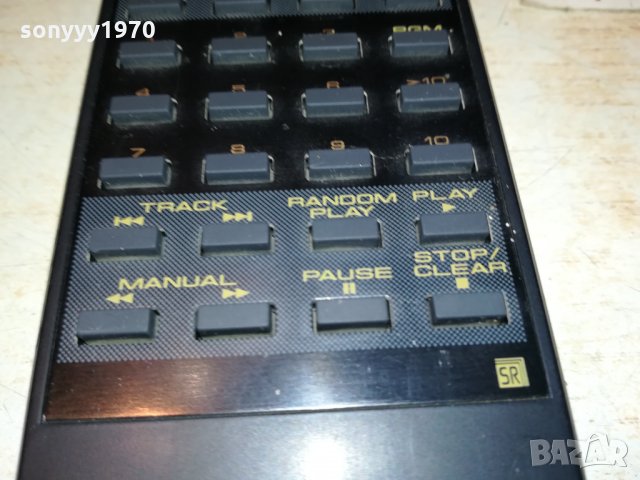 sonyyy1970
3 PGM
4 5 6 >10
7 8 9 10
TRACK RANDOM PLAY
PLAY
MANUAL PAUSE STOP/
CLEAR
SR
BAZAR